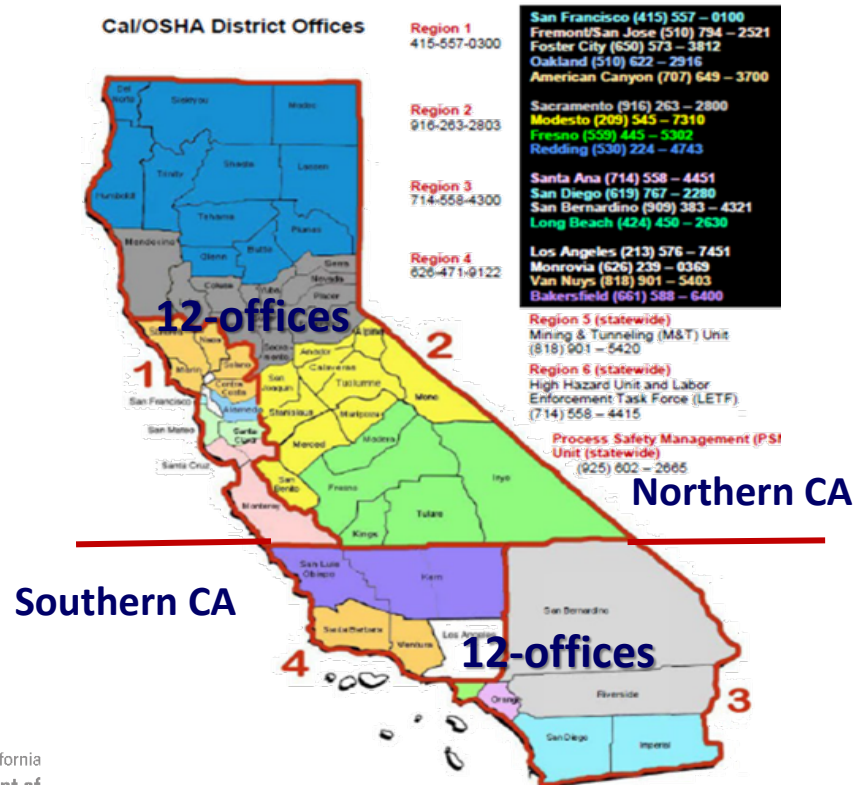 Cal/OSHA District Offices
Region 1
415-557-0300
Region 2
916-263-2803
Region 3
714-558-4300
Region 4
626-471-9122
San Francisco (415) 557 – 0100
Fremont/San Jose (510) 794 – 2521
Foster City (650) 573 – 3812
Oakland (510) 622 – 2916
American Canyon (707) 649 – 3700
Sacramento (916) 263 – 2800
Modesto (209) 545 – 7310
Fresno (559) 445 – 5302
Redding (530) 224 – 4743
Santa Ana (714) 558 – 4451
San Diego (619) 767 – 2280
San Bernardino (909) 383 – 4321
Long Beach (424) 450 – 2630
Los Angeles (213) 576 – 7451
Monrovia (626) 239 – 0369
Van Nuys (818) 901 – 5403
Bakersfield (661) 588 – 6400
Region 5 (statewide)
Mining & Tunneling (M&T) Unit
(818) 901 – 5420
Region 6 (statewide)
High Hazard Unit and Labor
Enforcement Task Force (LETF)
(714) 558 – 4415
Process Safety Management (PSM
Unit (statewide)
(925) 602 – 2665
Del
Norte
Siskiyou
Modoc
Humboldt
Trinity
Shasta
Lassen
Tehama
Plumas
Mendocino
Glenn
Butte
Sierra
Nevada
Colusa
Yuba
Placer
12-offices
Sonoma
Napa
Solano
Sacra-
mento
Alpine
1
2
Marin
Contra
Costa
San Francisco
Alameda
San Mateo
Santa
Clara
Santa Cruz
San
Joaquin
Amador
Calaveras
Tuolumne
Mono
Stanislaus
Mariposa
Merced
Madera
San
Benito
Monterey
Fresno
Inyo
Tulare
Kings
Northern CA
Southern CA
San Luis
Obispo
Kern
San Bernardino
Santa Barbara
Ventura
Los Angeles
12-offices
4
Orange
Riverside
3
San Diego
Imperial
ifornia
nt of